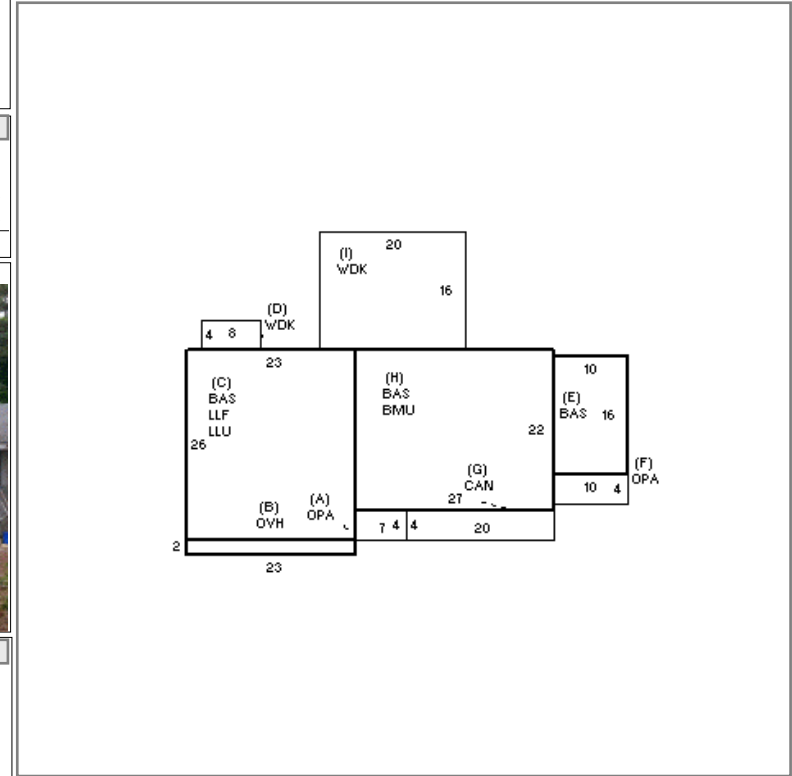 (I)
WDK
20
16
(D)
WDK
4 8
23
(C)
BAS
LLF
LLU
26
(H)
BAS
BMU
22
10
(E)
BAS 16
(F)
OPA
10 4
(G)
CAN
27
(A)
OPA
(B)
OVH
7 4 4 20
2
23